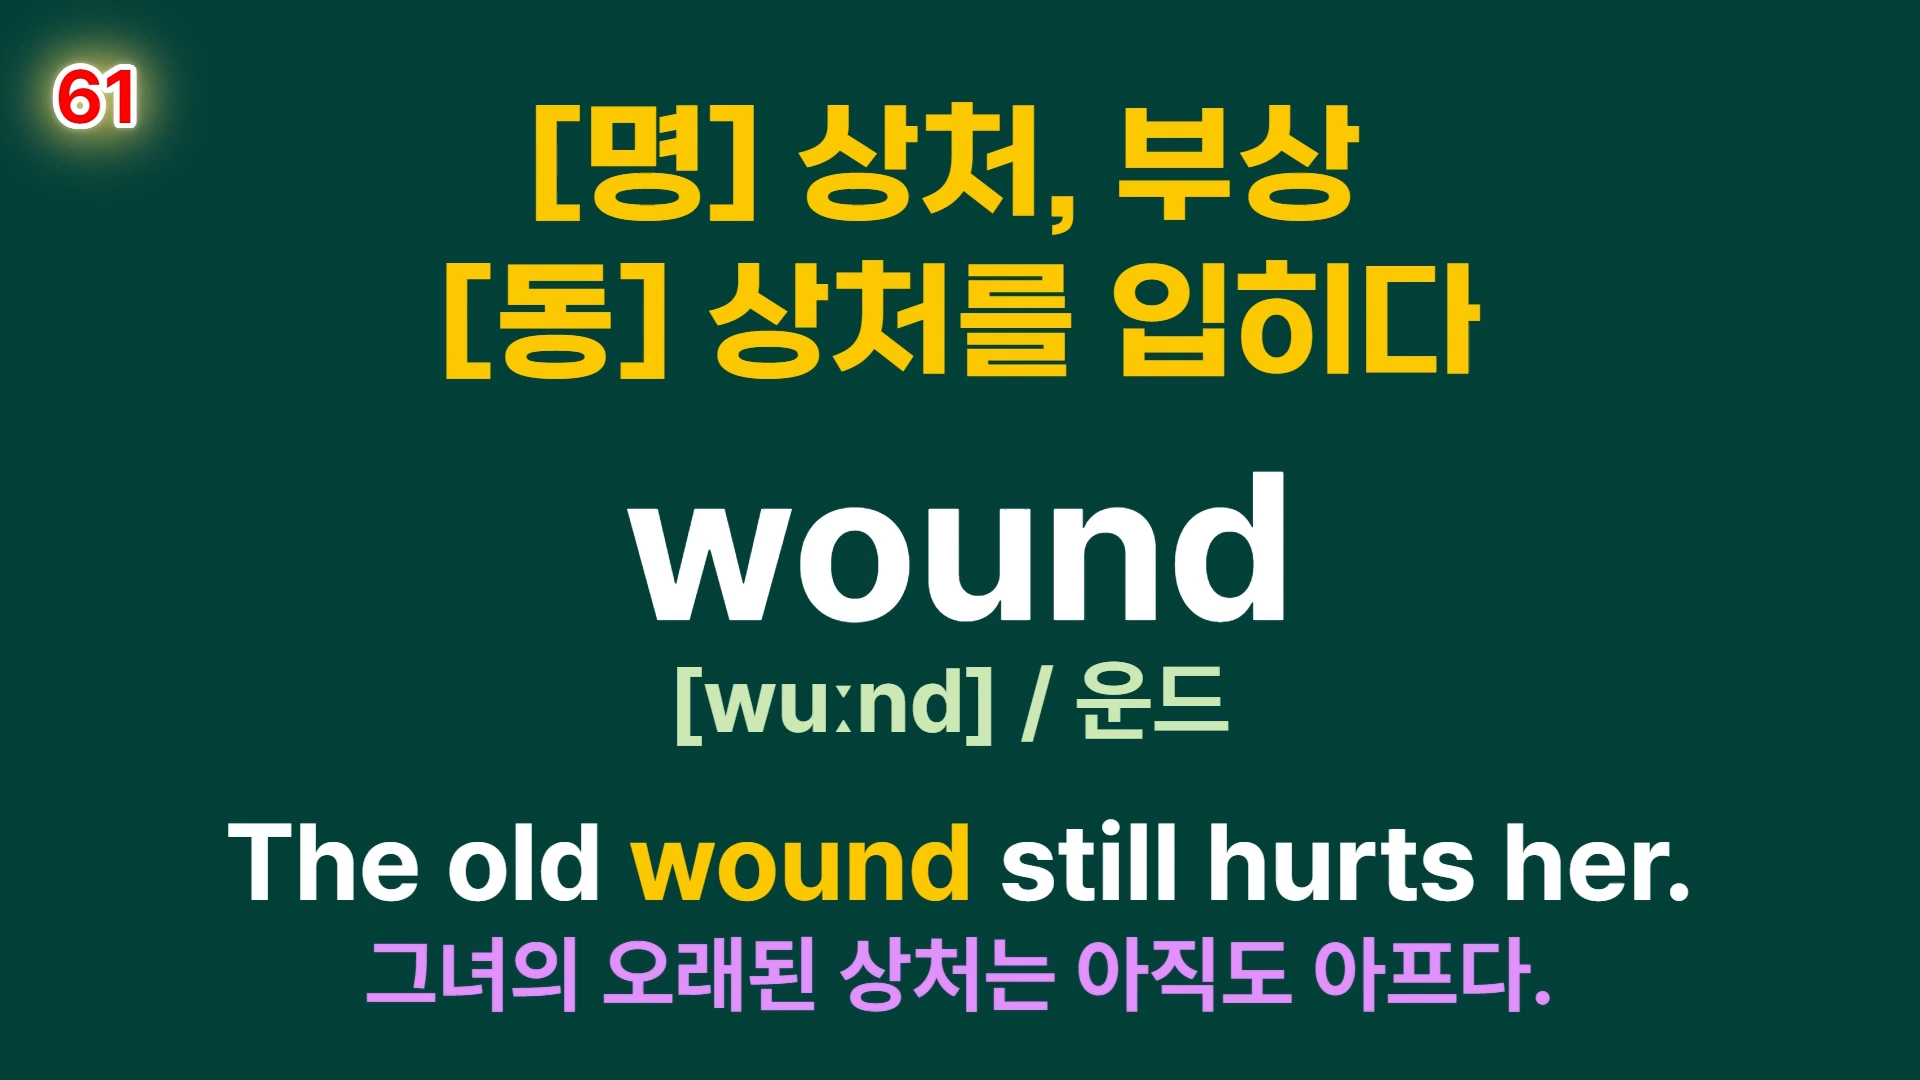 61
[명] 상처, 부상
[동] 상처를 입히다
wound
[wuːnd] / 운드
The old wound still hurts her.
그녀의 오래된 상처는 아직도 아프다.